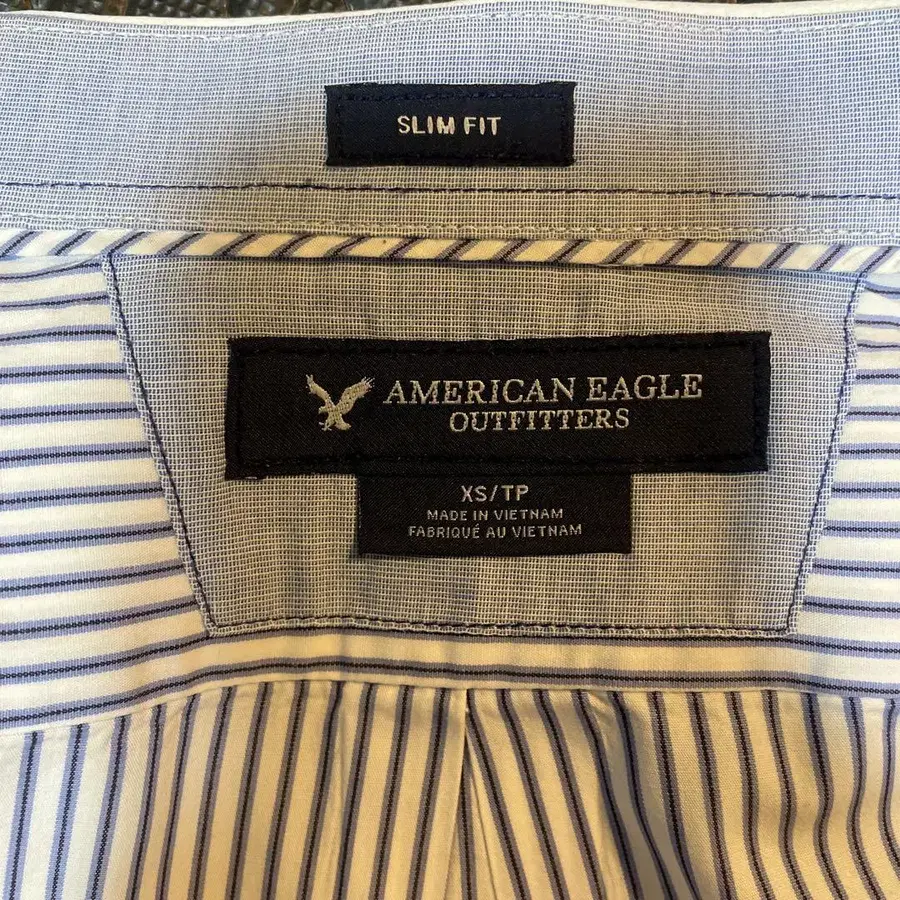 SLIM FIT
AMERICAN EAGLE
OUTFITTERS
XS/TP
MADE IN VIETNAM
FABRIQUÉ AU VIETNAM